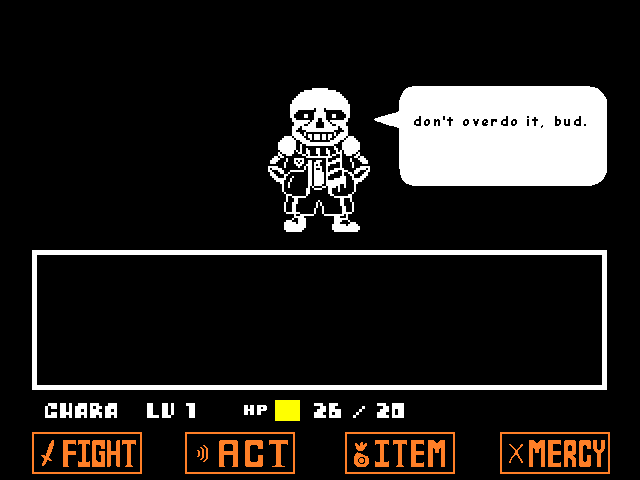 don't overdo it, bud.
CHARA LV 1 HP 26 / 20
FIGHT ACT ITEM MERCY